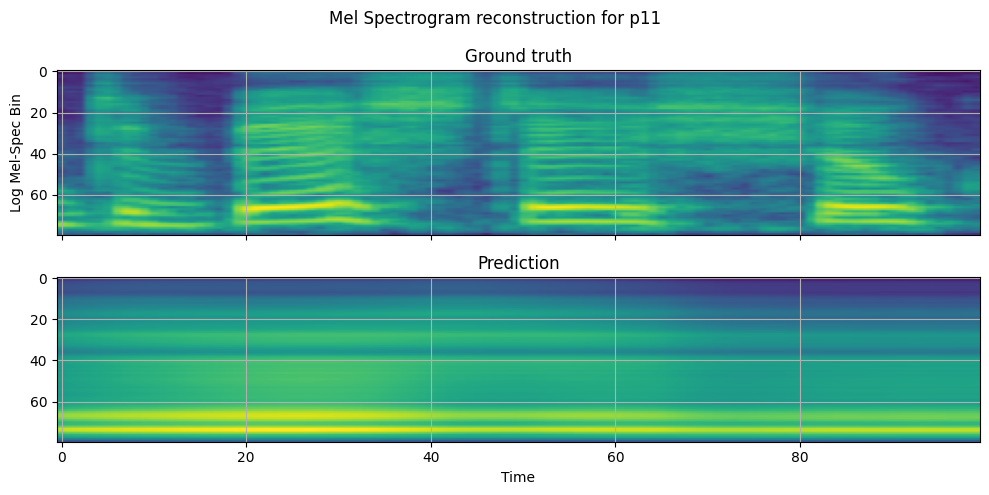 Mel Spectrogram reconstruction for p11
Ground truth
0
20
40
60
Log Mel-Spec Bin
Prediction
0
20
40
60
0 20 40 60 80
Time